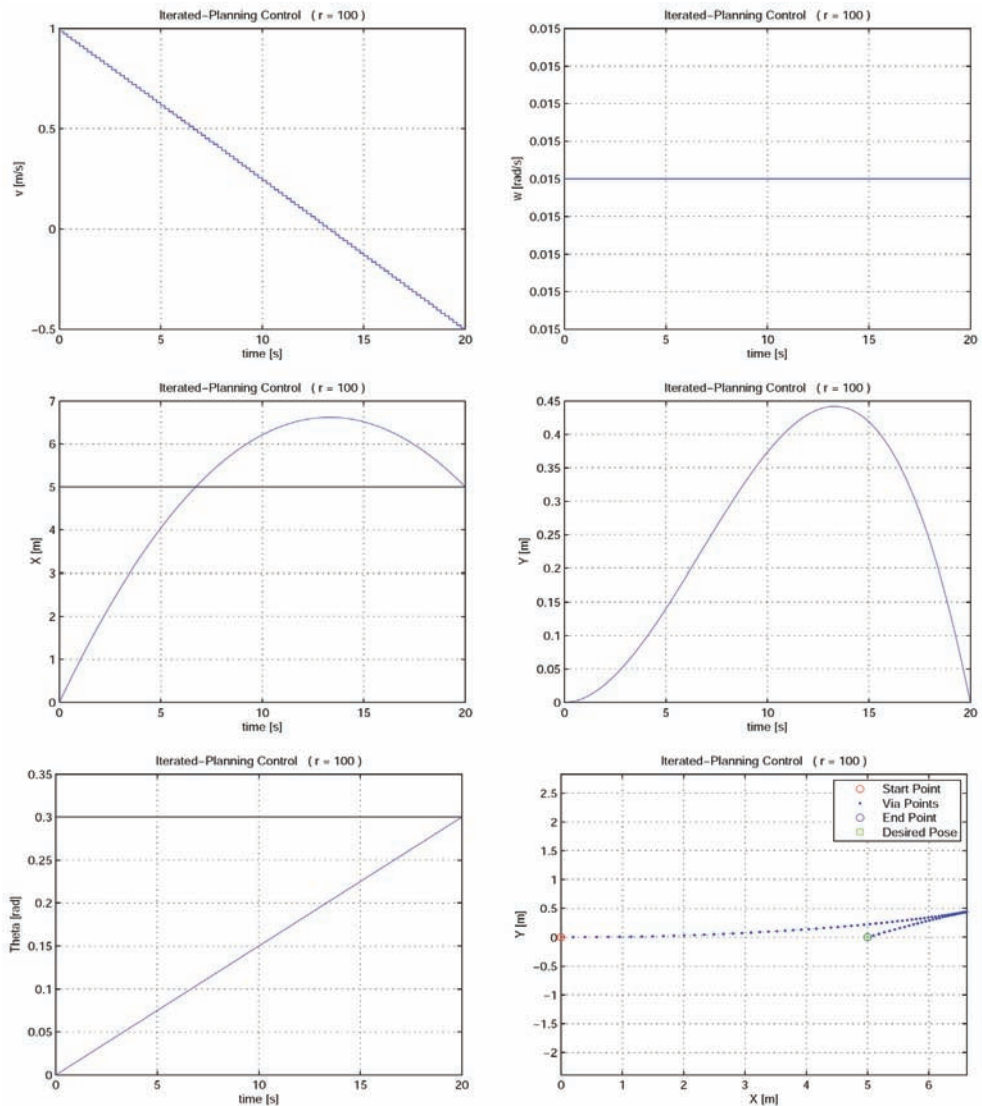 Iterated-Planning Control ( r = 100 )
1
0.5
0
-0.5
v [m/s]
0 5 10 15 20
time [s]
Iterated-Planning Control ( r = 100 )
0.015
0.015
0.015
0.015
0.015
0.015
0.015
0.015
0.015
w [rad/s]
0 5 10 15 20
time [s]
Iterated-Planning Control ( r = 100 )
7
6
5
4
3
2
1
0
X [m]
0 5 10 15 20
time [s]
Iterated-Planning Control ( r = 100 )
0.45
0.4
0.35
0.3
0.25
0.2
0.15
0.1
0.05
0
Y [m]
0 5 10 15 20
time [s]
Iterated-Planning Control ( r = 100 )
0.35
0.3
0.25
0.2
0.15
0.1
0.05
0
Theta [rad]
0 5 10 15 20
time [s]
Iterated-Planning Control ( r = 100 )
Start Point
Via Points
End Point
Desired Pose
2.5
2
1.5
1
0.5
0
-0.5
-1
-1.5
-2
Y [m]
0 1 2 3 4 5 6
X [m]